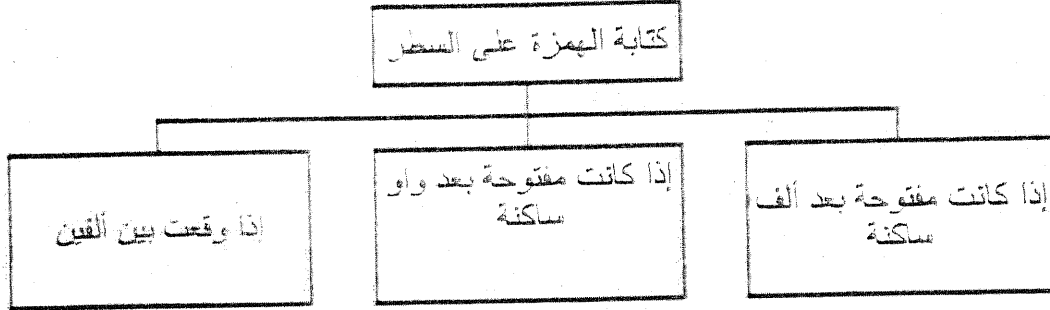 كتابة الهمزة على السطر
إذا كانت مفتوحة بعد ألف
ساكنة
إذا كانت مفتوحة بعد واو
ساكنة
إذا وقعت بين ألفين